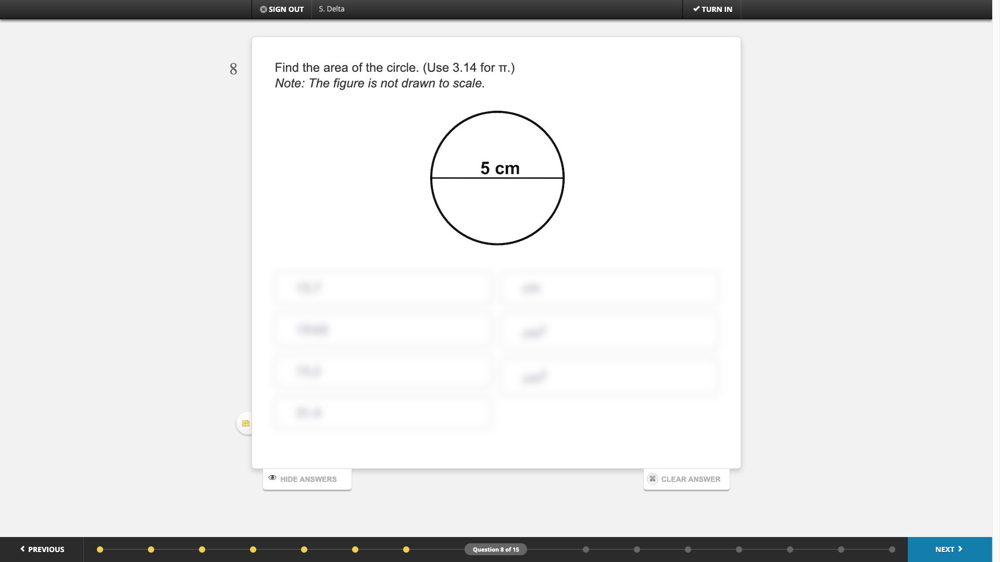 SIGN OUT
S. Delta
TURN IN
8
Find the area of the circle. (Use 3.14 for π.)
Note: The figure is not drawn to scale.
5 cm
HIDE ANSWERS
CLEAR ANSWER
PREVIOUS
Question 8 of 15
NEXT